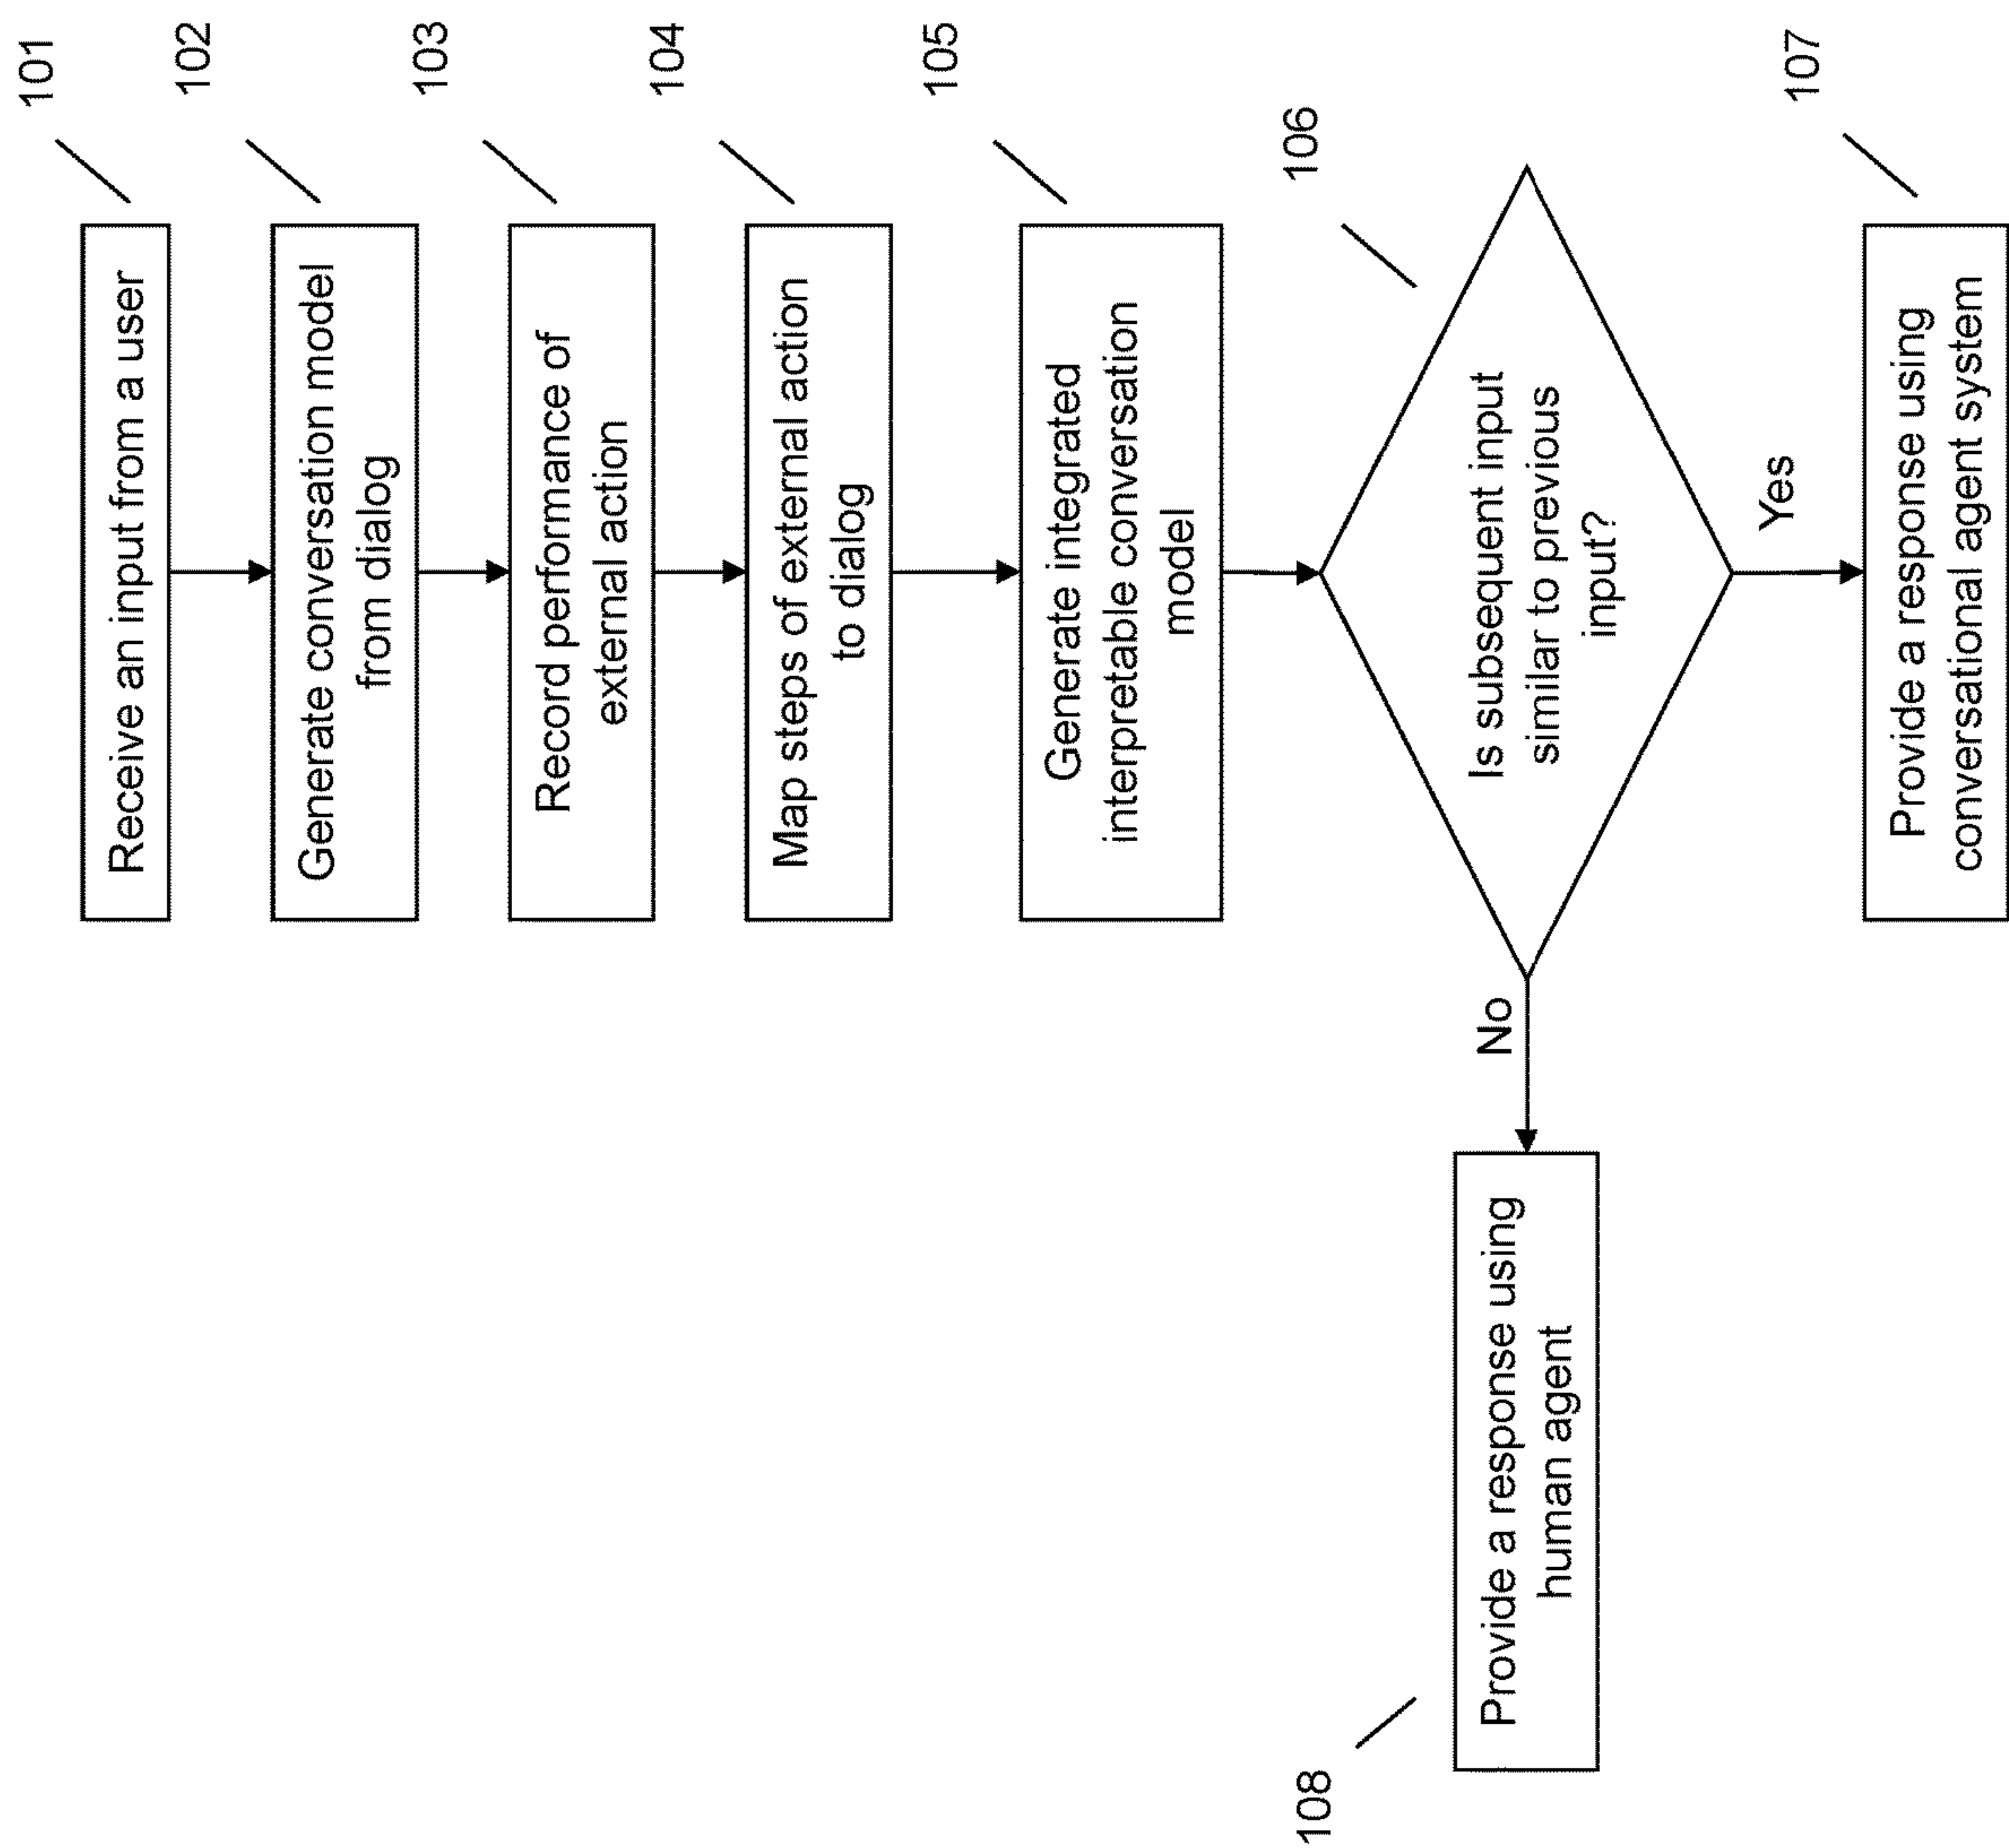 101
Receive an input from a user
102
Generate conversation model
from dialog
103
Record performance of
external action
104
Map steps of external action
to dialog
105
Generate integrated
interpretable conversation
model
106
Is subsequent input
similar to previous
input?
No
108
Provide a response using
human agent
Yes
107
Provide a response using
conversational agent system